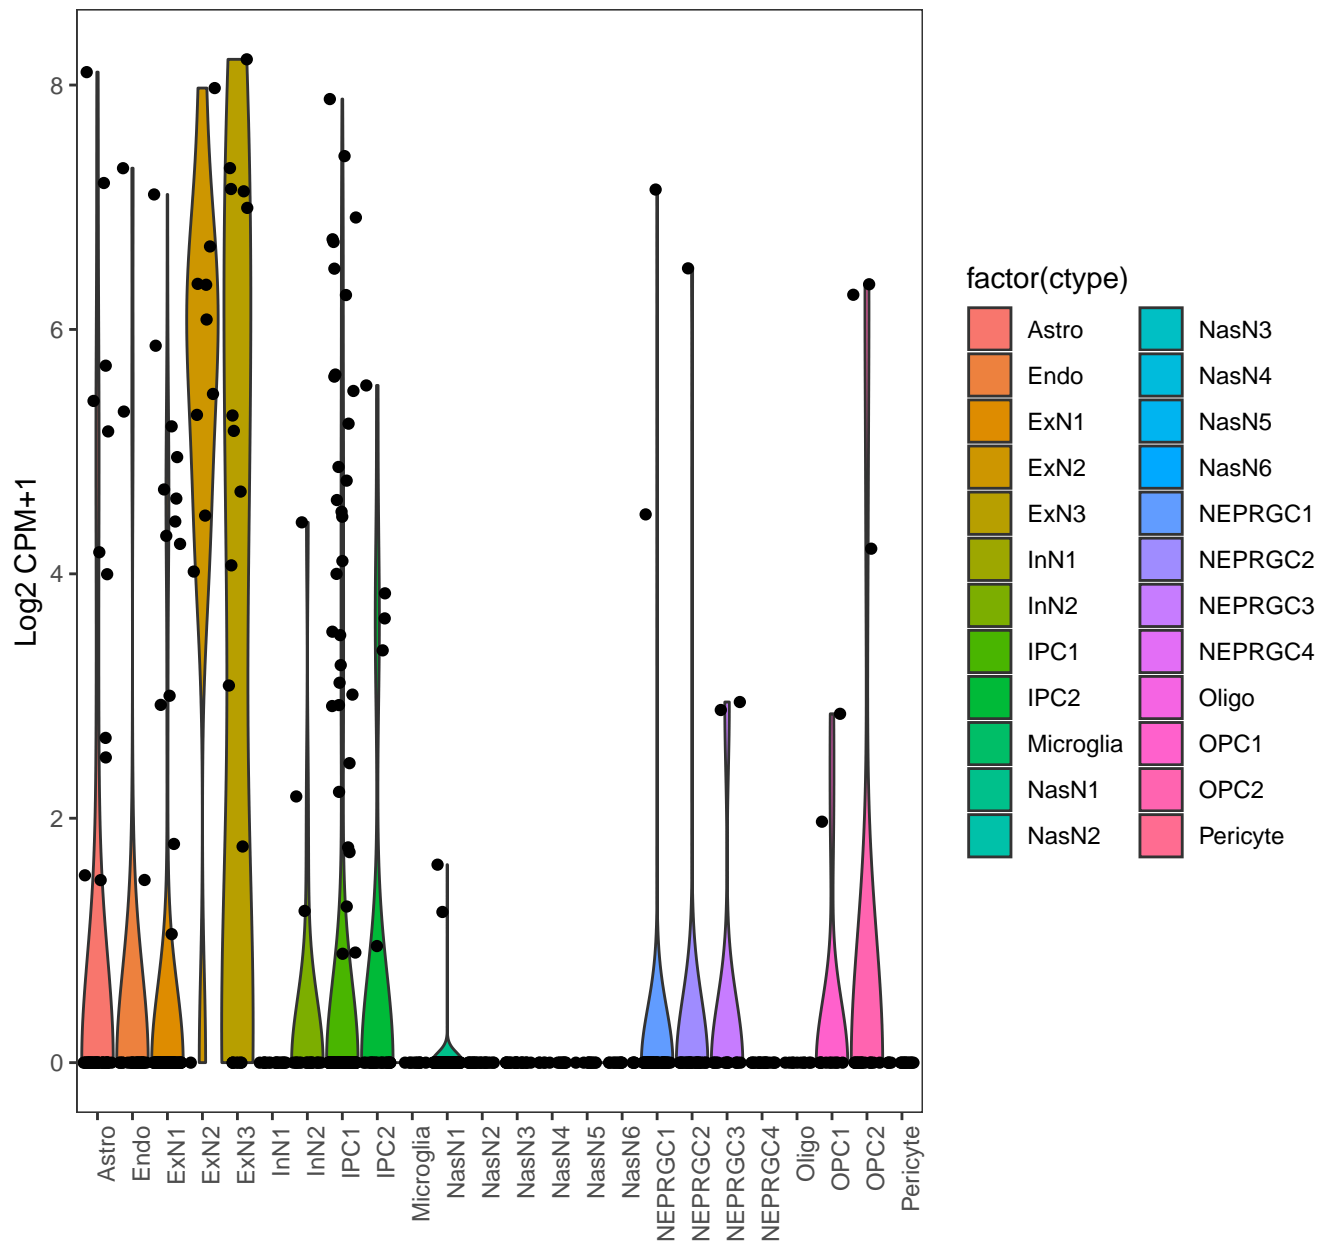 8
6
4
2
0
Log2 CPM+1
Astro
Endo
ExN1
ExN2
ExN3
InN1
InN2
IPC1
IPC2
Microglia
NasN1
NasN2
NasN3
NasN4
NasN5
NasN6
NEPRGC1
NEPRGC2
NEPRGC3
NEPRGC4
Oligo
OPC1
OPC2
Pericyte
factor(ctype)
Astro
Endo
ExN1
ExN2
ExN3
InN1
InN2
IPC1
IPC2
Microglia
NasN1
NasN2
NasN3
NasN4
NasN5
NasN6
NEPRGC1
NEPRGC2
NEPRGC3
NEPRGC4
Oligo
OPC1
OPC2
Pericyte